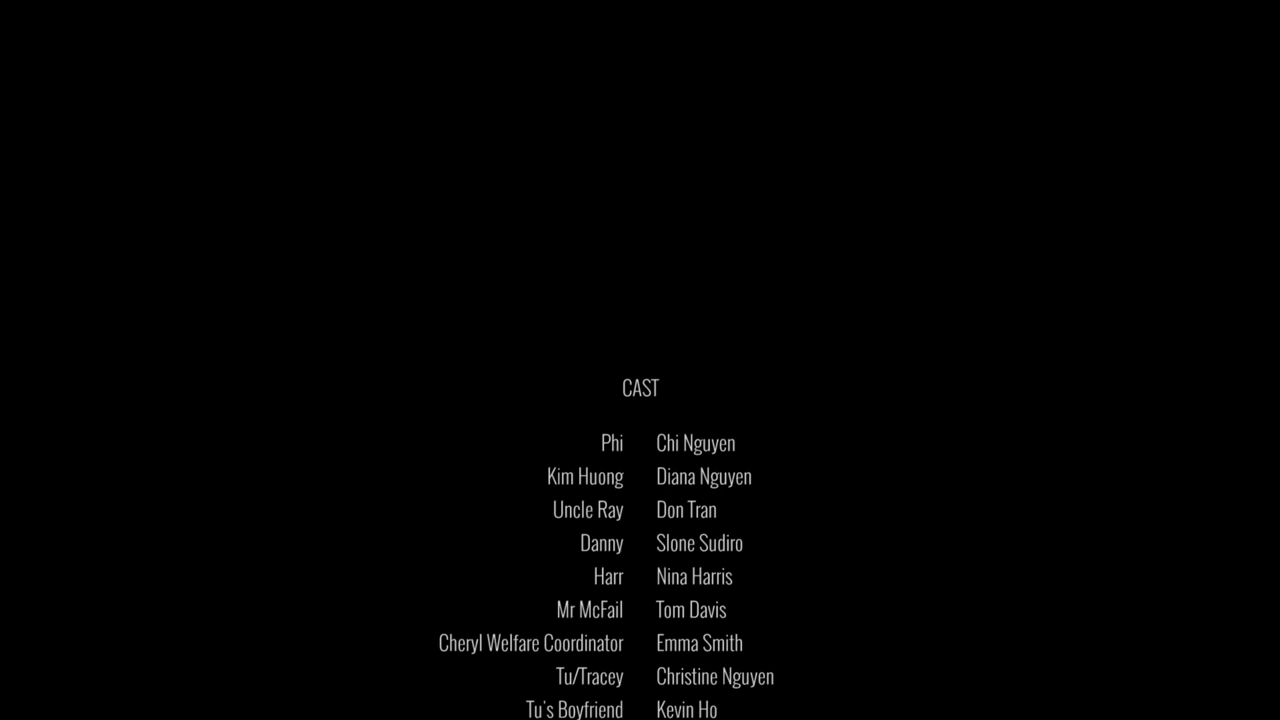 CAST
Phi Chi Nguyen
Kim Huong Diana Nguyen
Uncle Ray Don Tran
Danny Slone Sudiro
Harr Nina Harris
Mr McFail Tom Davis
Cheryl Welfare Coordinator Emma Smith
Tu/Tracey Christine Nguyen
Tu's Boyfriend Kevin Ho